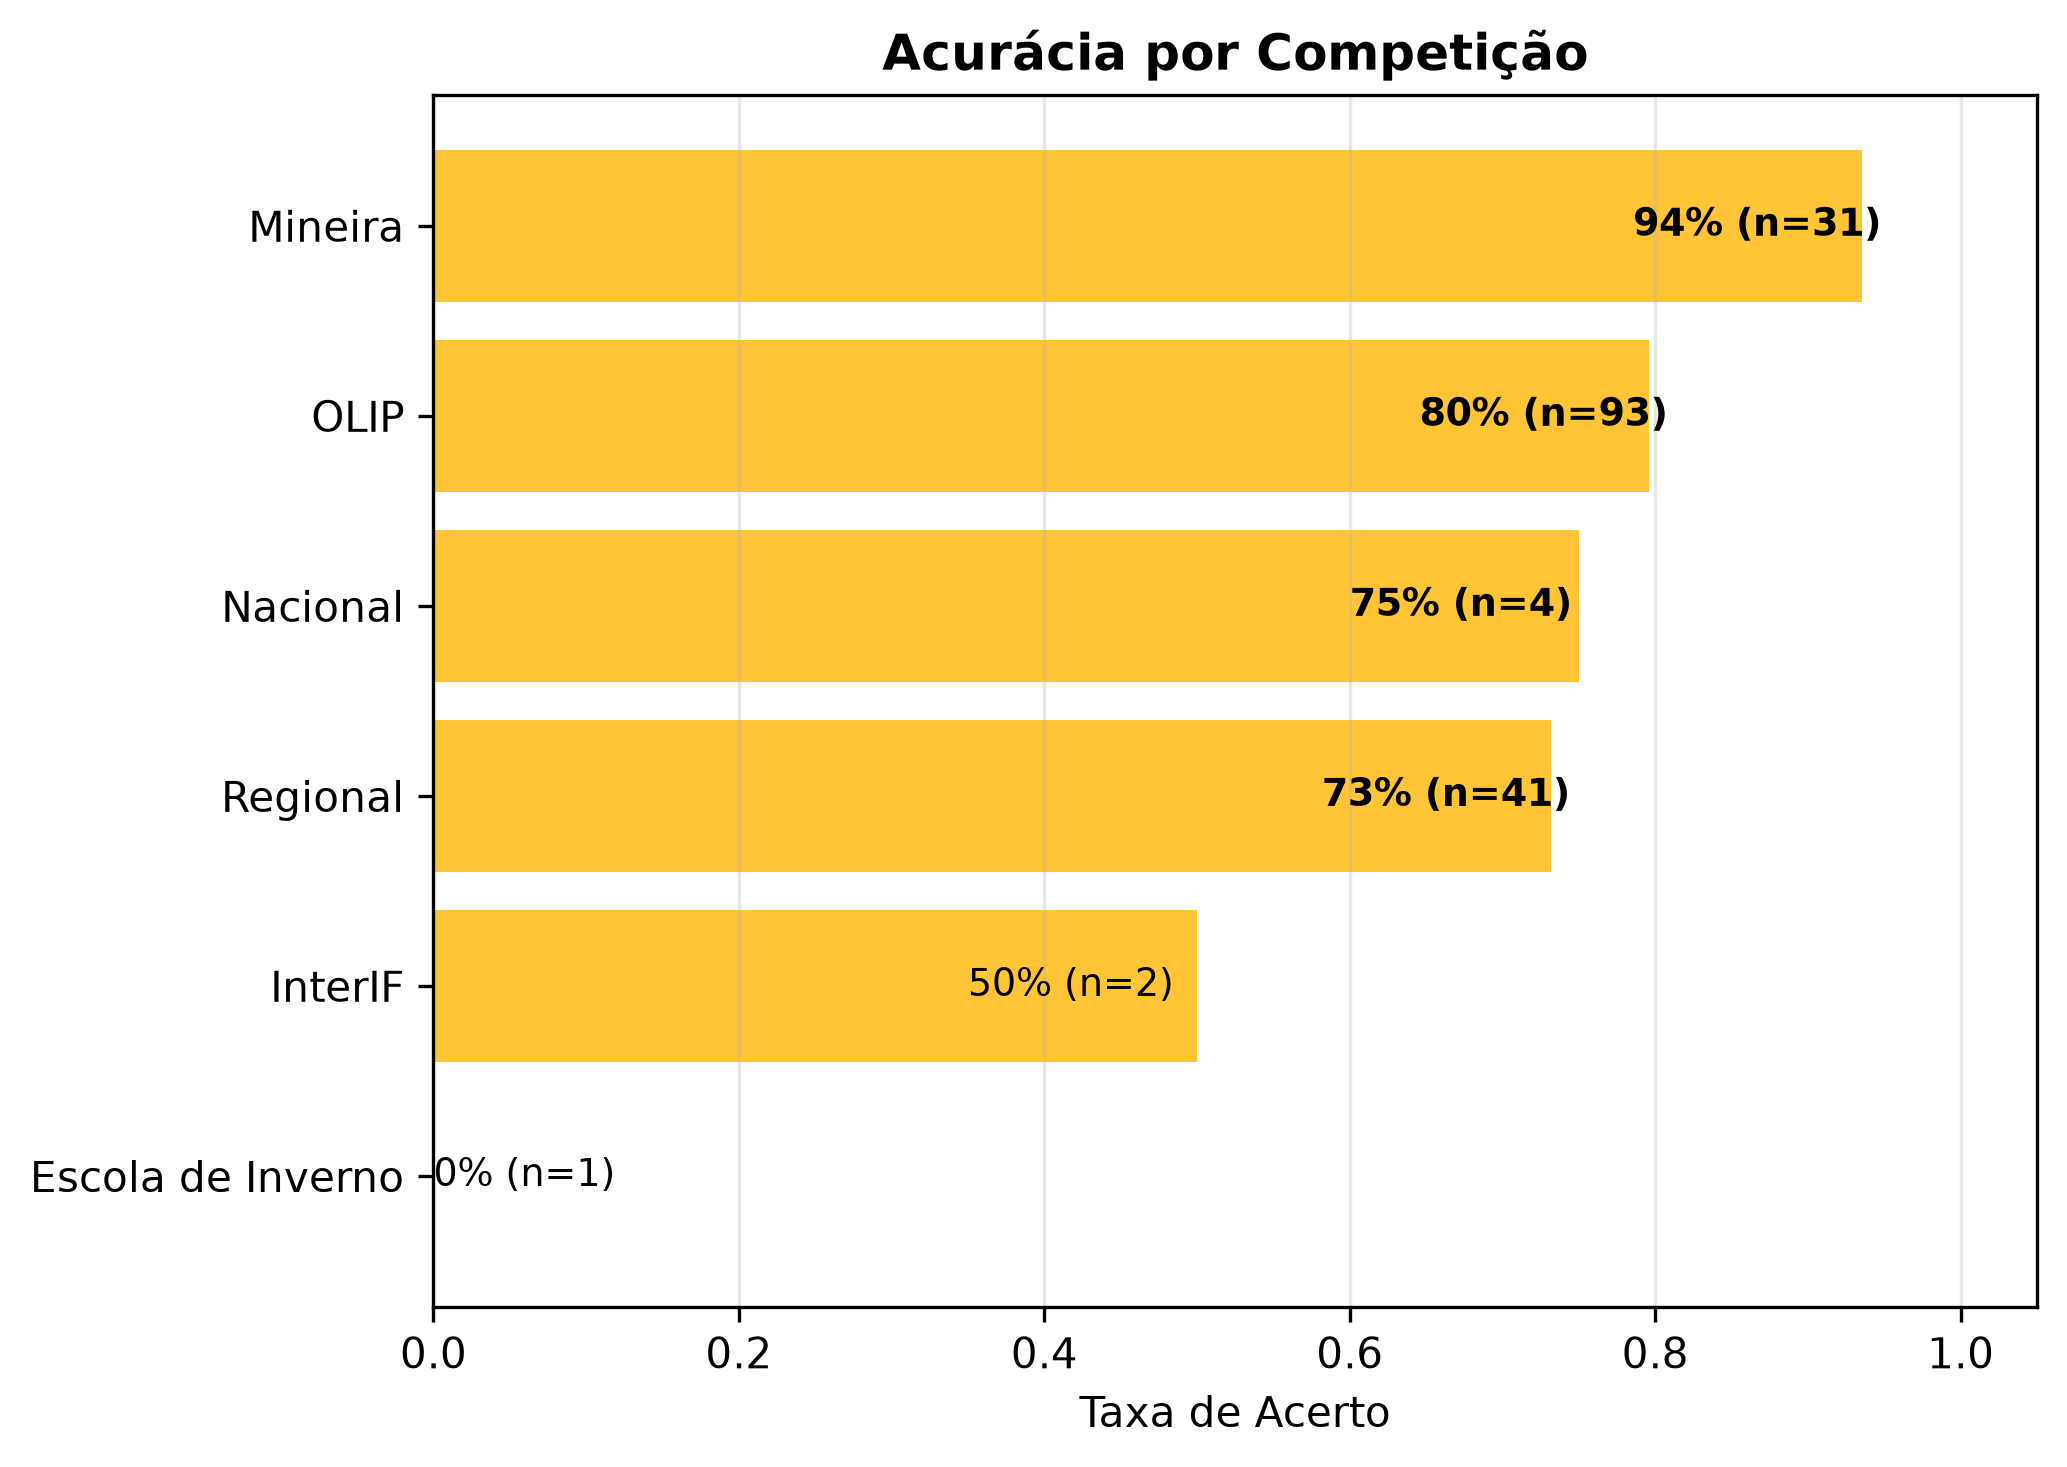 Acurácia por Competição
Mineira
94% (n=31)
OLIP
80% (n=93)
Nacional
75% (n=4)
Regional
73% (n=41)
InterIF
50% (n=2)
Escola de Inverno
0% (n=1)
0.0 0.2 0.4 0.6 0.8 1.0
Taxa de Acerto